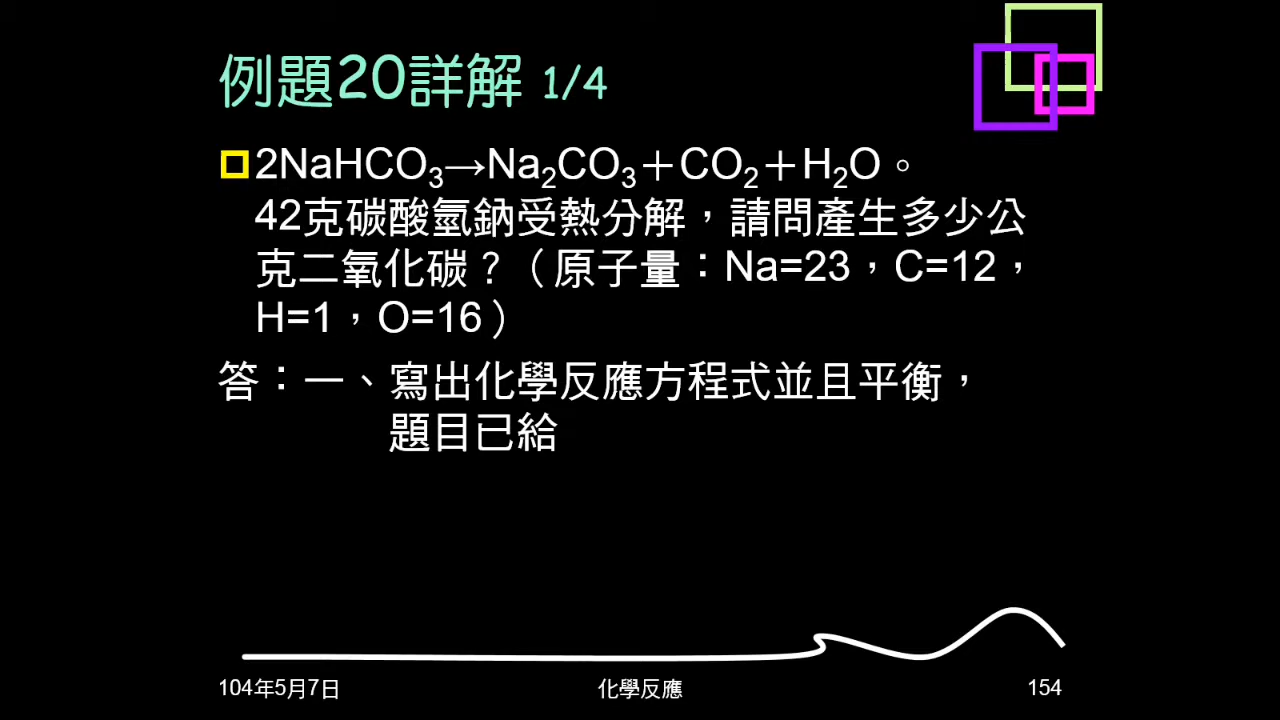 例題20詳解 1/4
2NaHCO₃→Na₂CO₃＋CO₂＋H₂O。
42克碳酸氫鈉受熱分解，請問產生多少公
克二氧化碳？（原子量：Na=23，C=12，
H=1，O=16）
答：一、寫出化學反應方程式並且平衡，
題目已給
104年5月7日
化學反應
154